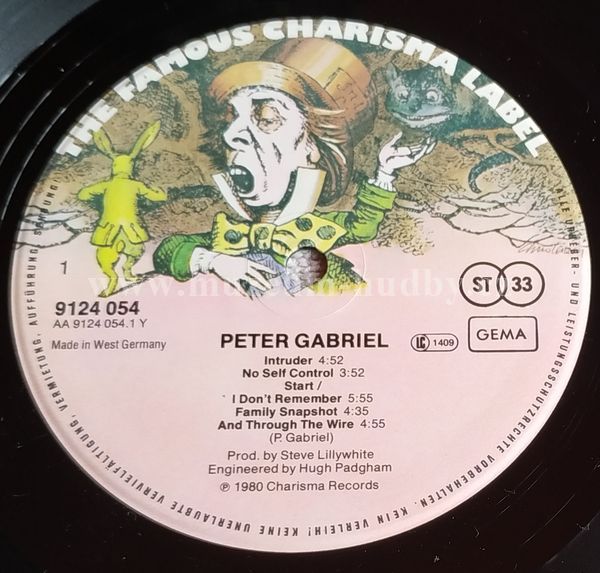 THE FAMOUS CHARISMA LABEL
1
9124 054
AA 9124 054.1 Y
Made in West Germany
ST 33
LC 1409
GEMA
PETER GABRIEL
Intruder 4:52
No Self Control 3:52
Start /
I Don't Remember 5:55
Family Snapshot 4:35
And Through The Wire 4:55
(P. Gabriel)
Prod. by Steve Lillywhite
Engineered by Hugh Padgham
℗ 1980 Charisma Records
ALLE URHEBER- UND LEISTUNGSSCHUTZRECHTE VORBEHALTEN. KEIN VERLEIH! KEINE UNERLAUBTE VERVIELFÄLTIGUNG, VERMIETUNG, AUFFÜHRUNG, SENDUNG!